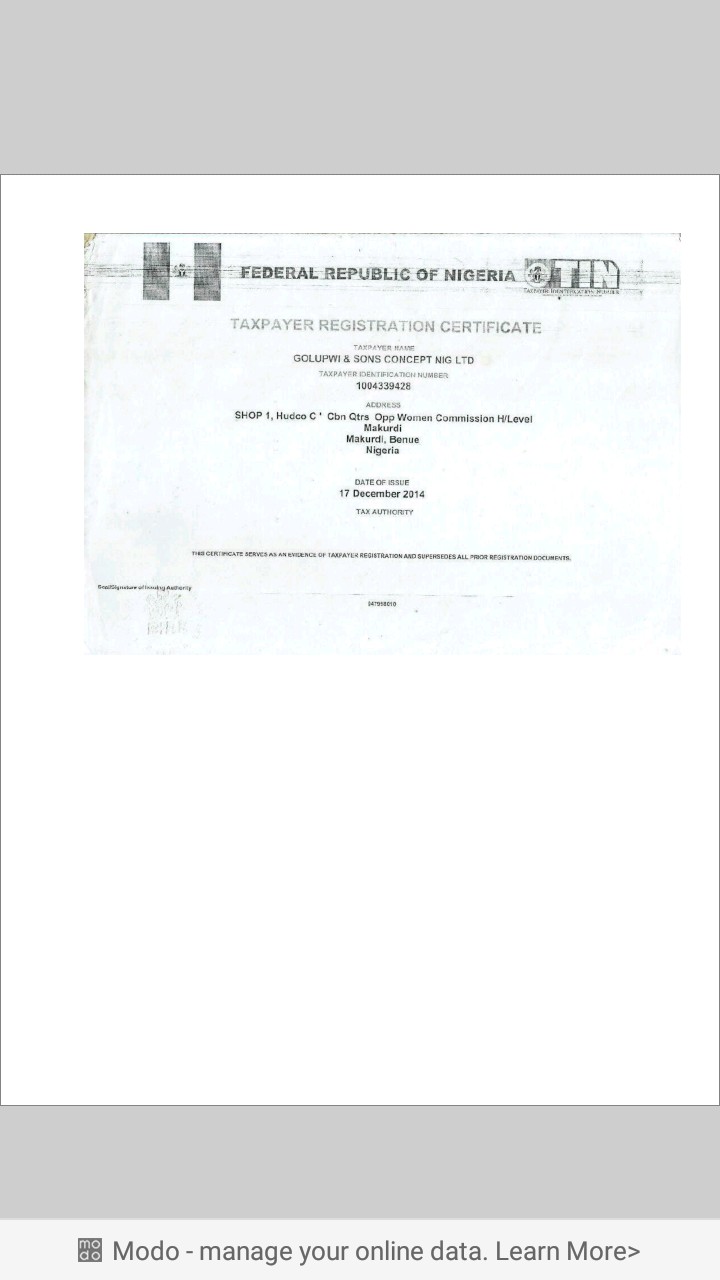 FEDERAL REPUBLIC OF NIGERIA
TIN
TAXPAYER IDENTIFICATION NUMBER
TAXPAYER REGISTRATION CERTIFICATE
TAXPAYER NAME
GOLUPWI & SONS CONCEPT NIG LTD
TAXPAYER IDENTIFICATION NUMBER
1004339428
ADDRESS
SHOP 1, Hudco C ' Cbn Qtrs Opp Women Commission H/Level
Makurdi
Makurdi, Benue
Nigeria
DATE OF ISSUE
17 December 2014
TAX AUTHORITY
THIS CERTIFICATE SERVES AS AN EVIDENCE OF TAXPAYER REGISTRATION AND SUPERSEDES ALL PRIOR REGISTRATION DOCUMENTS.
Seal/Signature of Issuing Authority
mo
do
Modo - manage your online data. Learn More>